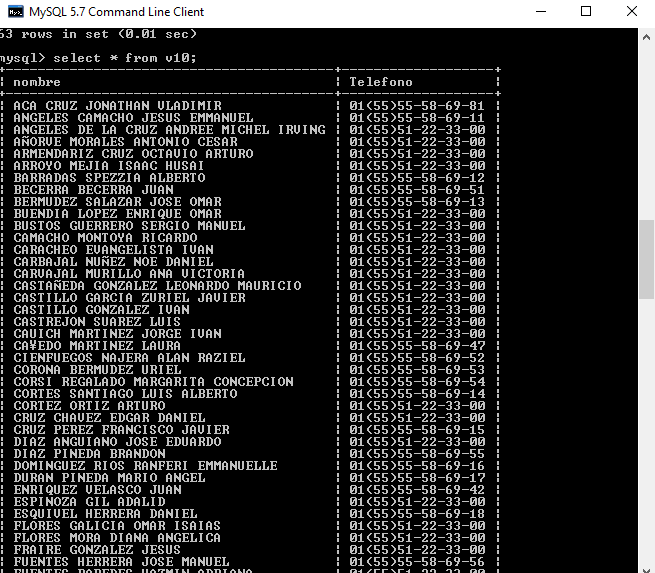 MySQL 5.7 Command Line Client
63 rows in set (0.01 sec)
mysql> select * from v10;
nombre | Telefono
ACA CRUZ JONATHAN VLADIMIR | 01(55)55-58-69-81
ANGELES CAMACHO JESUS EMMANUEL | 01(55)55-58-69-11
ANGELES DE LA CRUZ ANDREE MICHEL IRVING | 01(55)51-22-33-00
AÑORVE MORALES ANTONIO CESAR | 01(55)51-22-33-00
ARMENDARIZ CRUZ OCTAVIO ARTURO | 01(55)51-22-33-00
ARROYO MEJIA ISAAC HUSAI | 01(55)51-22-33-00
BARRADAS SPEZZIA ALBERTO | 01(55)55-58-69-12
BECERRA BECERRA JUAN | 01(55)55-58-69-51
BERMUDEZ SALAZAR JOSE OMAR | 01(55)55-58-69-13
BUENDIA LOPEZ ENRIQUE OMAR | 01(55)51-22-33-00
BUSTOS GUERRERO SERGIO MANUEL | 01(55)51-22-33-00
CAMACHO MONTOYA RICARDO | 01(55)51-22-33-00
CARACHEO EVANGELISTA IVAN | 01(55)51-22-33-00
CARBAJAL NUÑEZ NOE DANIEL | 01(55)51-22-33-00
CARVAJAL MURILLO ANA VICTORIA | 01(55)51-22-33-00
CASTAÑEDA GONZALEZ LEONARDO MAURICIO | 01(55)51-22-33-00
CASTILLO GARCIA ZURIEL JAVIER | 01(55)51-22-33-00
CASTILLO GONZALEZ IVAN | 01(55)51-22-33-00
CASTREJON SUAREZ LUIS | 01(55)51-22-33-00
CAUICH MARTINEZ JORGE IVAN | 01(55)51-22-33-00
CA¥EDO MARTINEZ LAURA | 01(55)55-58-69-47
CIENFUEGOS NAJERA ALAN RAZIEL | 01(55)55-58-69-52
CORONA BERMUDEZ URIEL | 01(55)55-58-69-53
CORSI REGALADO MARGARITA CONCEPCION | 01(55)55-58-69-54
CORTES SANTIAGO LUIS ALBERTO | 01(55)55-58-69-14
CORTEZ ORTIZ ARTURO | 01(55)51-22-33-00
CRUZ CHAVEZ EDGAR DANIEL | 01(55)51-22-33-00
CRUZ PEREZ FRANCISCO JAVIER | 01(55)55-58-69-15
DIAZ ANGUIANO JOSE EDUARDO | 01(55)51-22-33-00
DIAZ PINEDA BRANDON | 01(55)55-58-69-55
DOMINGUEZ RIOS RANFERI EMMANUELLE | 01(55)55-58-69-16
DURAN PINEDA MARIO ANGEL | 01(55)55-58-69-17
ENRIQUEZ VELASCO JUAN | 01(55)55-58-69-42
ESPINOZA GIL ADALID | 01(55)51-22-33-00
ESQUIVEL HERRERA DANIEL | 01(55)55-58-69-18
FLORES GALICIA OMAR ISAIAS | 01(55)51-22-33-00
FLORES MORA DIANA ANGELICA | 01(55)51-22-33-00
FRAIRE GONZALEZ JESUS | 01(55)51-22-33-00
FUENTES HERRERA JOSE MANUEL | 01(55)55-58-69-56